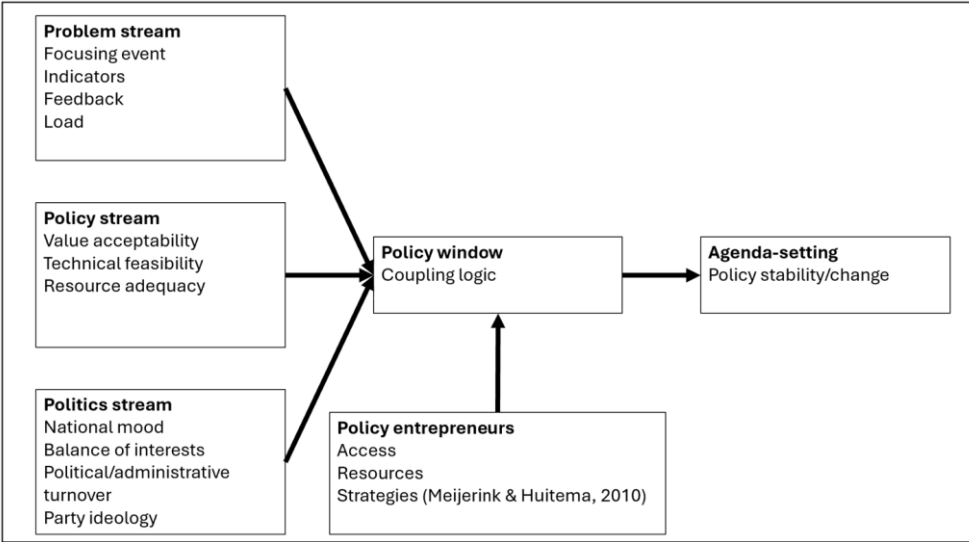 Problem stream
Focusing event
Indicators
Feedback
Load
Policy stream
Value acceptability
Technical feasibility
Resource adequacy
Politics stream
National mood
Balance of interests
Political/administrative
turnover
Party ideology
Policy window
Coupling logic
Policy entrepreneurs
Access
Resources
Strategies (Meijerink & Huitema, 2010)
Agenda-setting
Policy stability/change